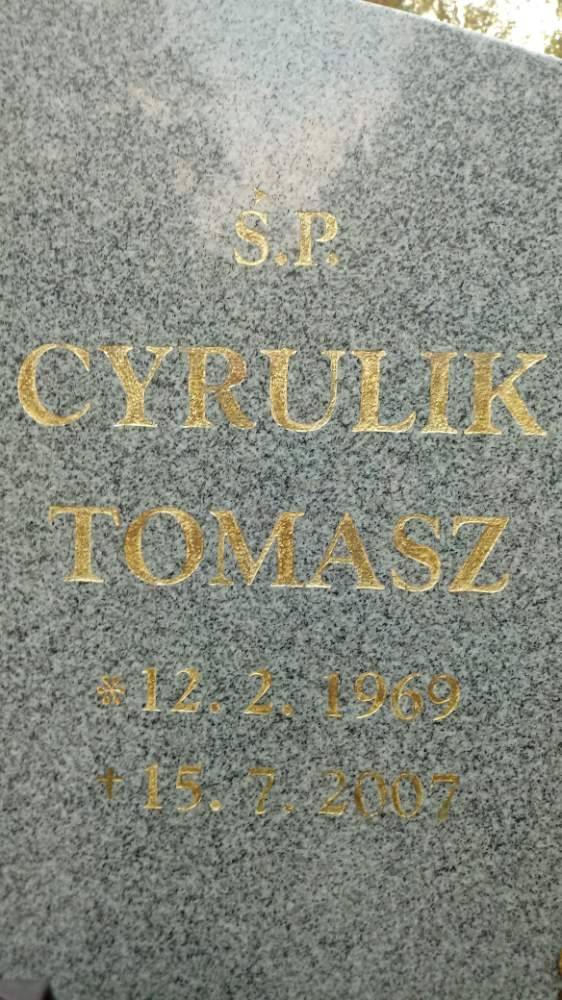 Ś.P.
CYRULIK
TOMASZ
* 12. 2. 1969
† 15. 7. 2007